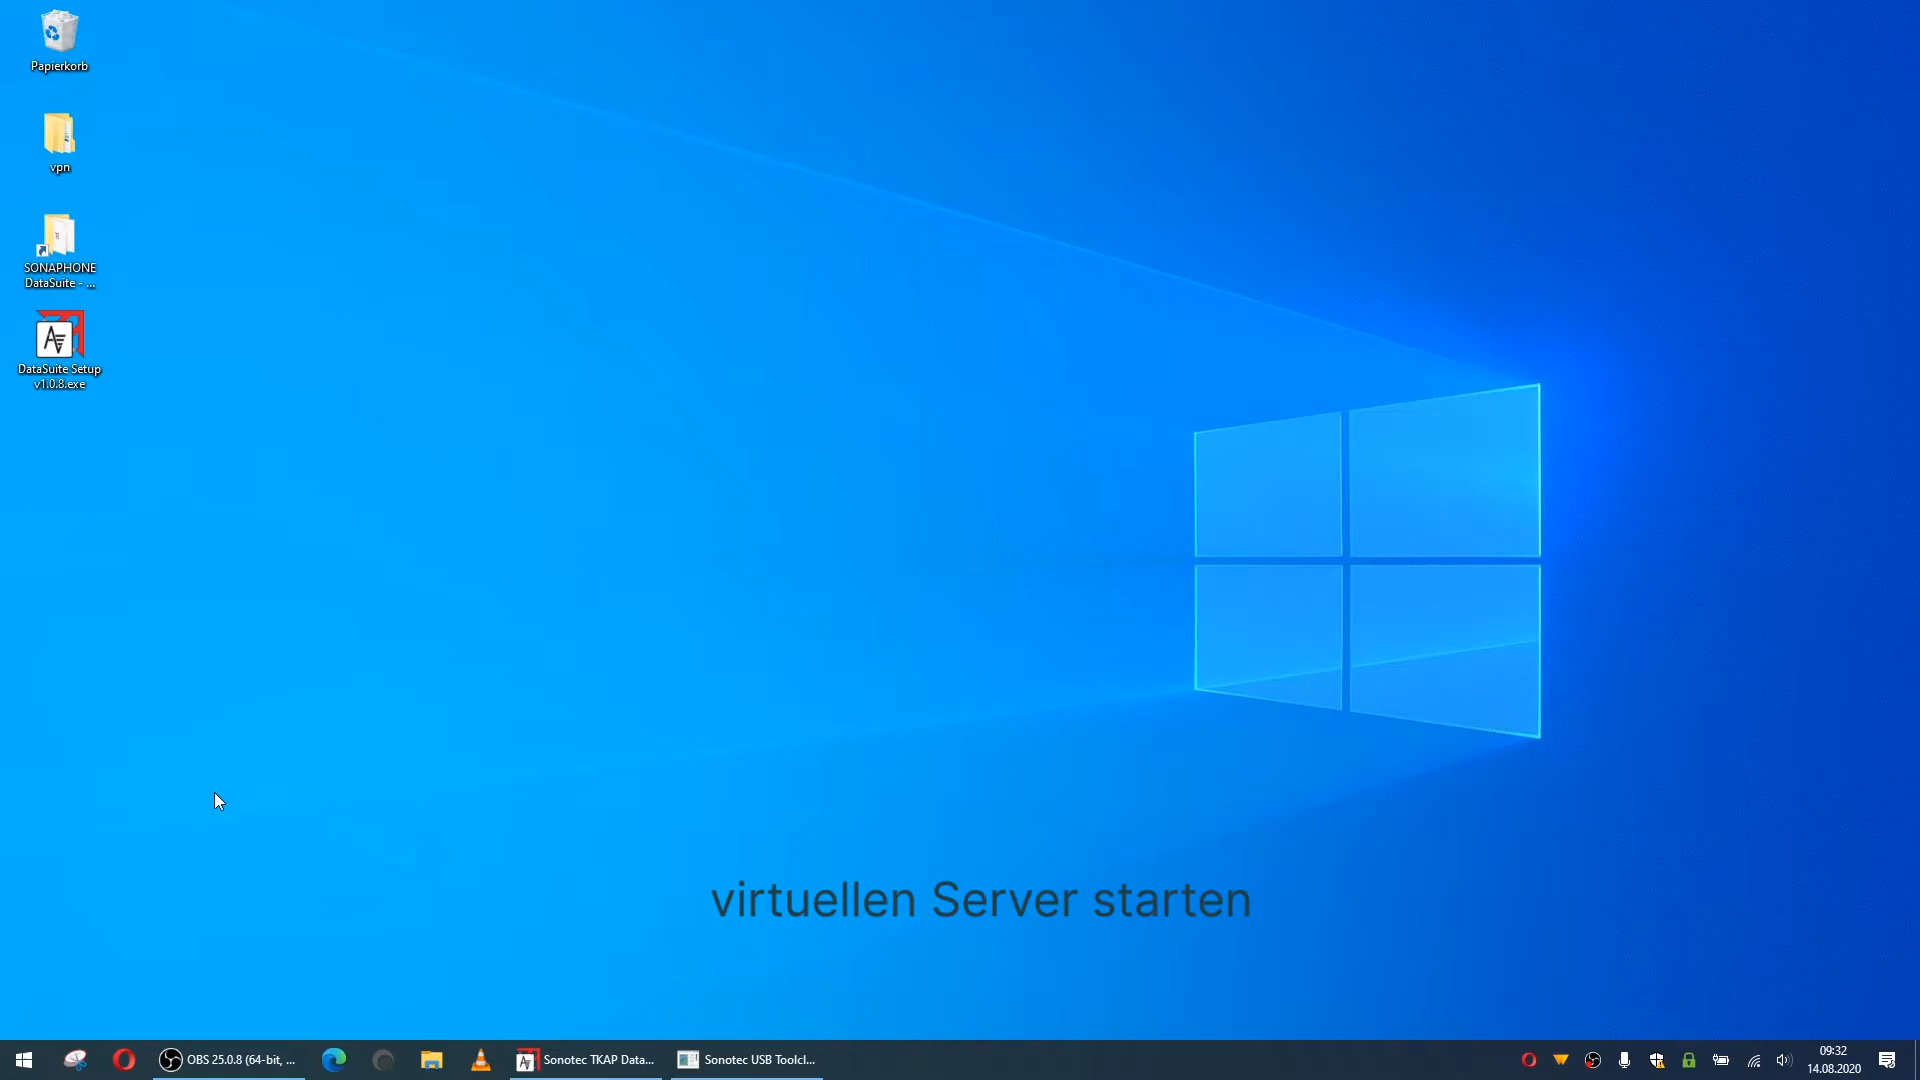 Papierkorb
vpn
SONAPHONE
DataSuite - ...
DataSuite Setup
v1.0.8.exe
virtuellen Server starten
OBS 25.0.8 (64-bit, ...
Sonotec TKAP Data...
Sonotec USB Toolcl...
09:32
14.08.2020